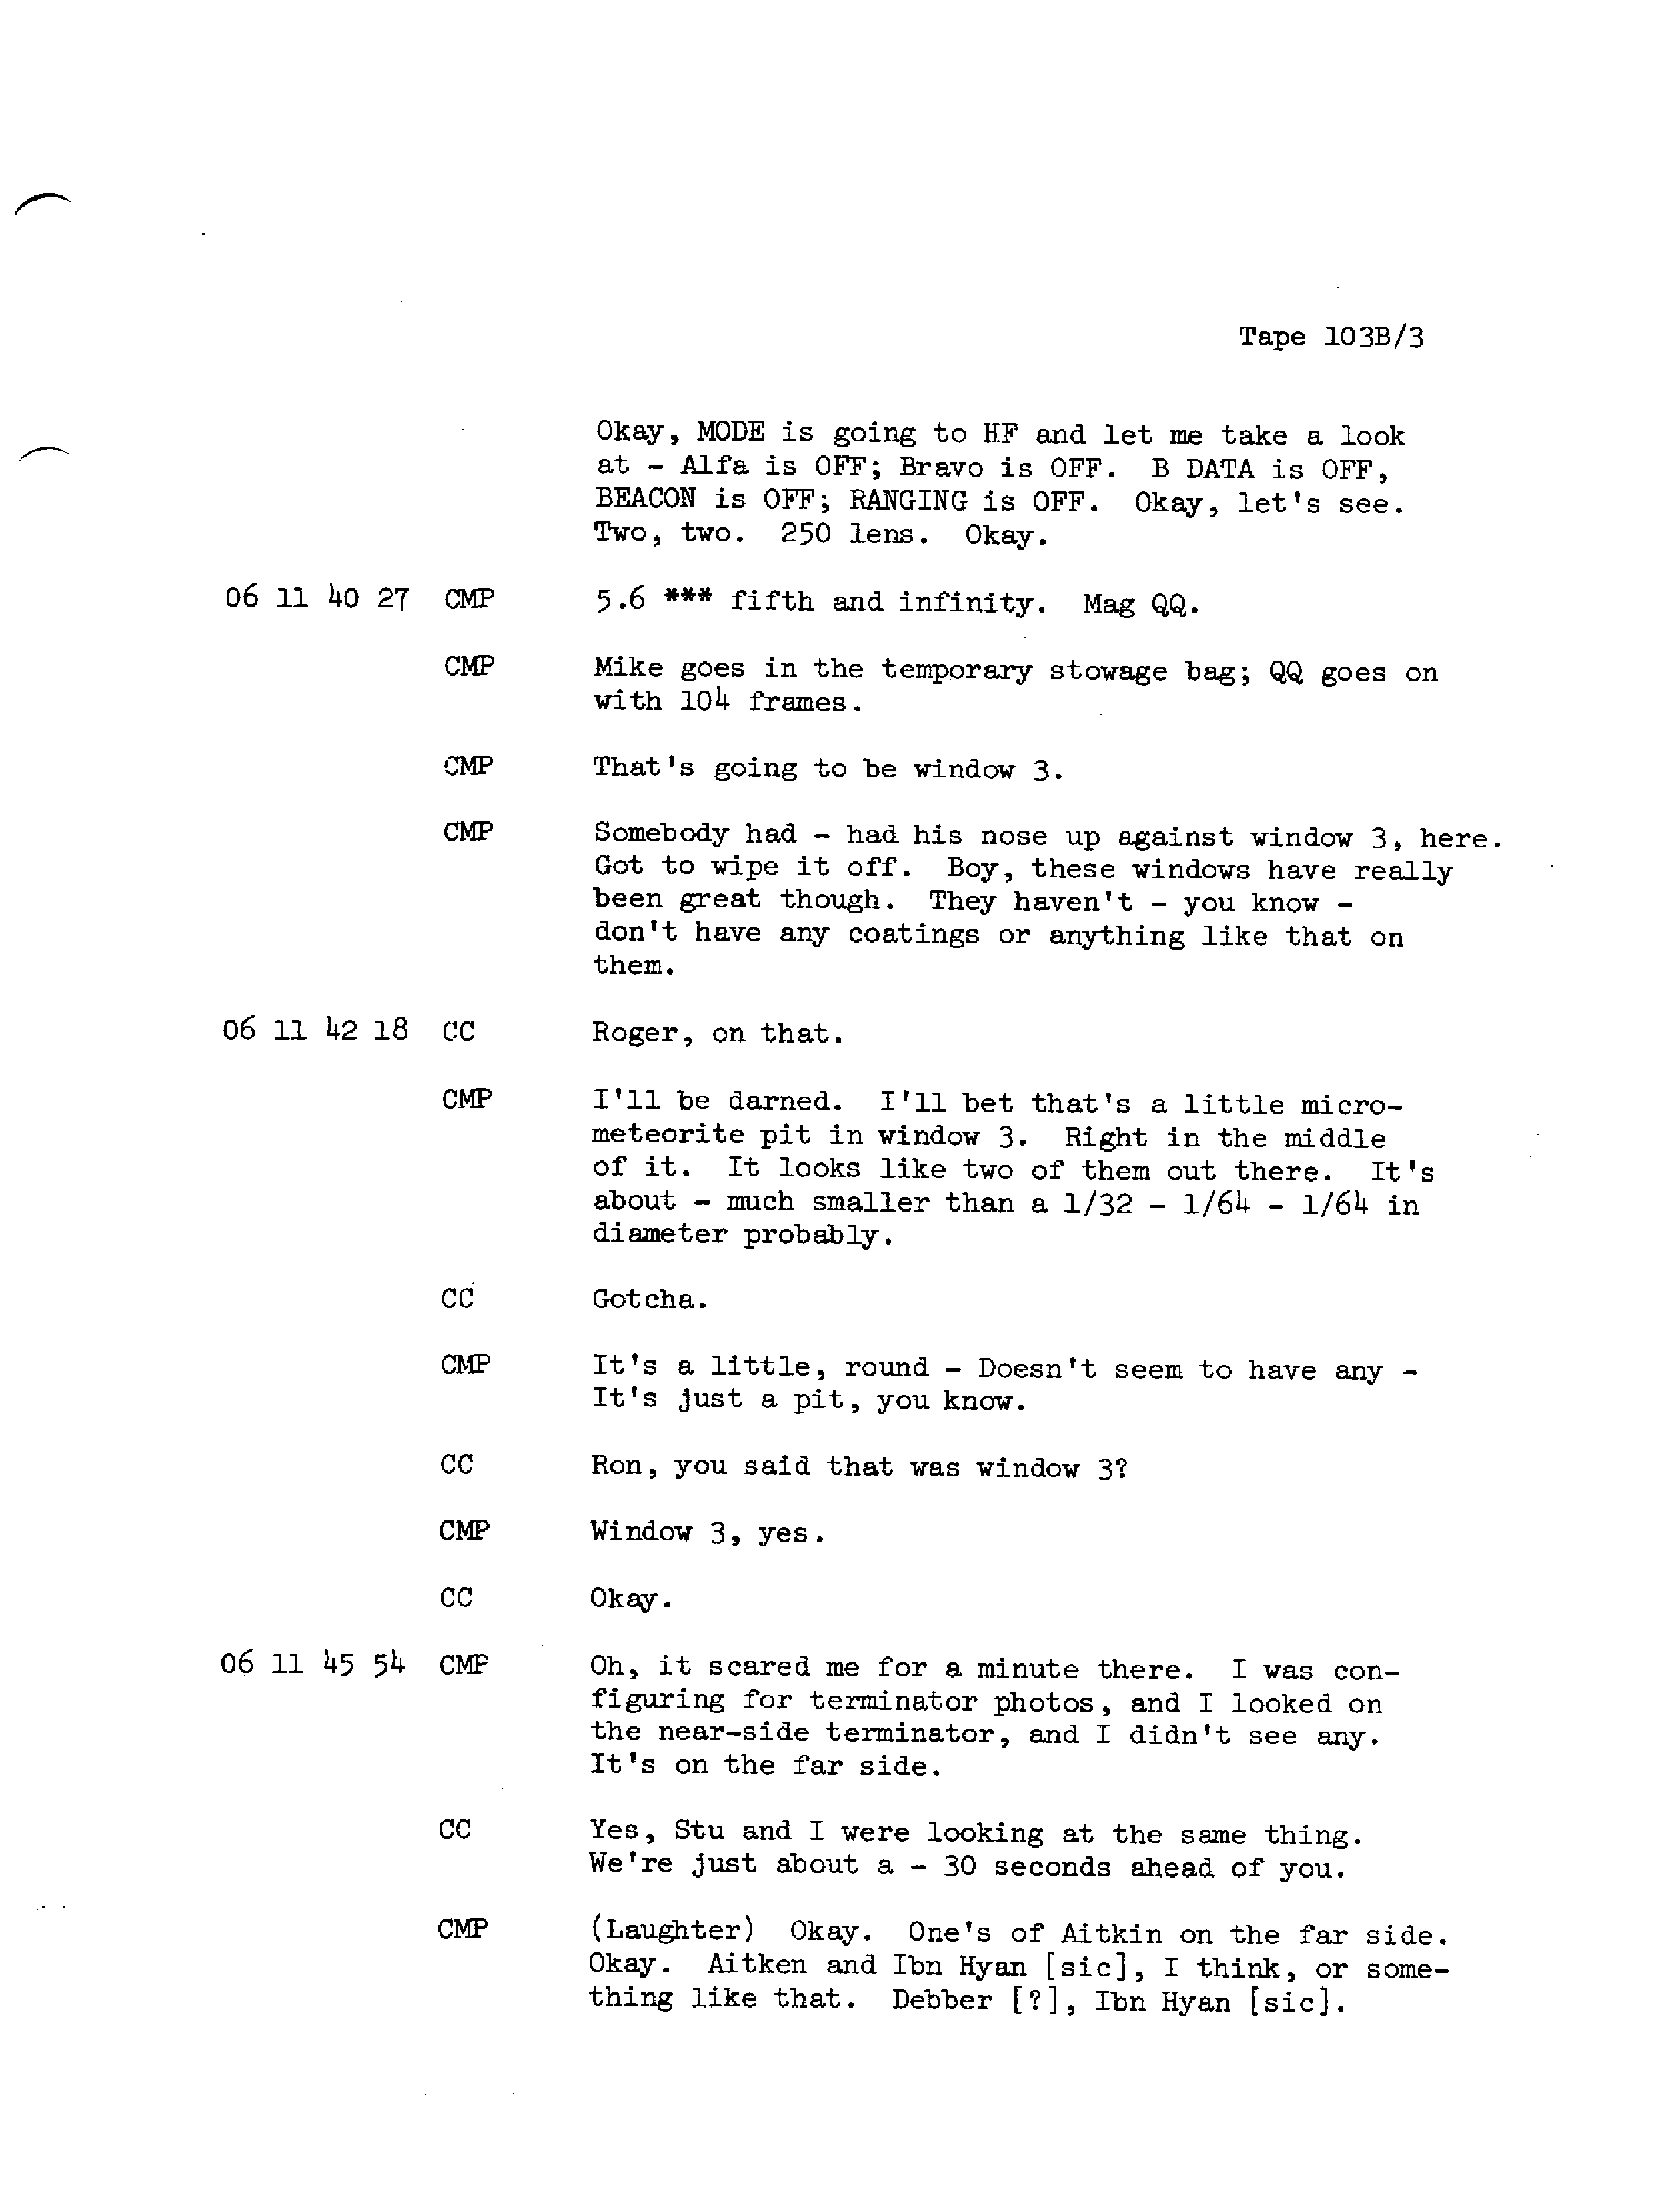 Tape 103B/3
Okay, MODE is going to HF and let me take a look
at - Alfa is OFF; Bravo is OFF. B DATA is OFF,
BEACON is OFF; RANGING is OFF. Okay, let's see.
Two, two. 250 lens. Okay.
06 11 40 27 CMP 5.6 *** fifth and infinity. Mag QQ.
CMP Mike goes in the temporary stowage bag; QQ goes on
with 104 frames.
CMP That's going to be window 3.
CMP Somebody had - had his nose up against window 3, here.
Got to wipe it off. Boy, these windows have really
been great though. They haven't - you know -
don't have any coatings or anything like that on
them.
06 11 42 18 CC Roger, on that.
CMP I'll be darned. I'll bet that's a little micro-
meteorite pit in window 3. Right in the middle
of it. It looks like two of them out there. It's
about - much smaller than a 1/32 - 1/64 - 1/64 in
diameter probably.
CC Gotcha.
CMP It's a little, round - Doesn't seem to have any -
It's just a pit, you know.
CC Ron, you said that was window 3?
CMP Window 3, yes.
CC Okay.
06 11 45 54 CMP Oh, it scared me for a minute there. I was con-
figuring for terminator photos, and I looked on
the near-side terminator, and I didn't see any.
It's on the far side.
CC Yes, Stu and I were looking at the same thing.
We're just about a - 30 seconds ahead of you.
CMP (Laughter) Okay. One's of Aitkin on the far side.
Okay. Aitken and Ibn Hyan [sic], I think, or some-
thing like that. Debber [?], Ibn Hyan [sic].